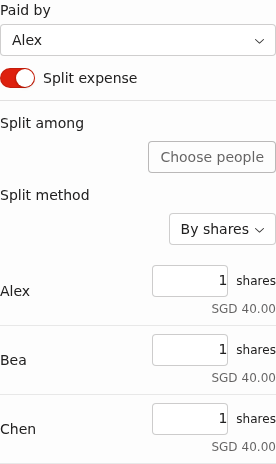 Paid by
Alex
Split expense
Split among
Choose people
Split method
By shares
Alex
1 shares
SGD 40.00
Bea
1 shares
SGD 40.00
Chen
1 shares
SGD 40.00